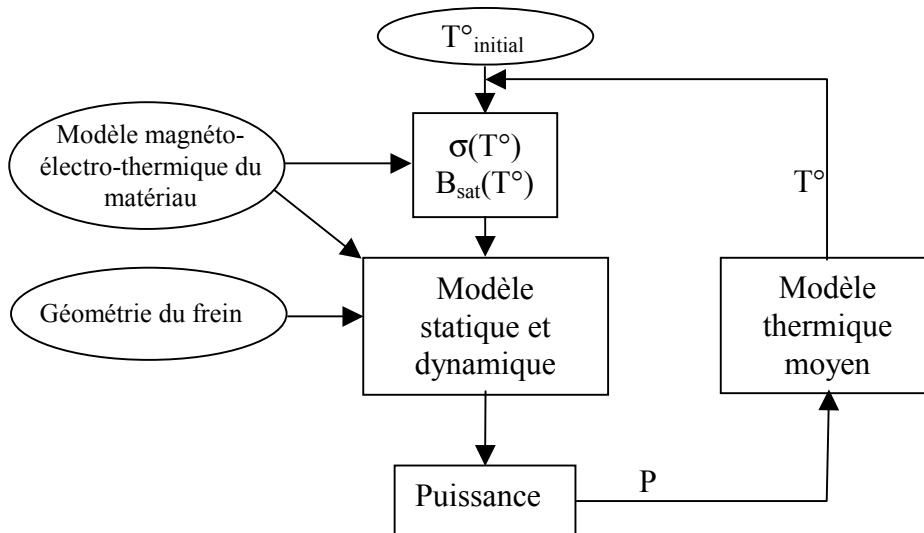 T°initial
Modèle magnéto-
électro-thermique du
matériau
σ(T°)
Bsat(T°)
T°
Géométrie du frein
Modèle
statique et
dynamique
Modèle
thermique
moyen
Puissance
P